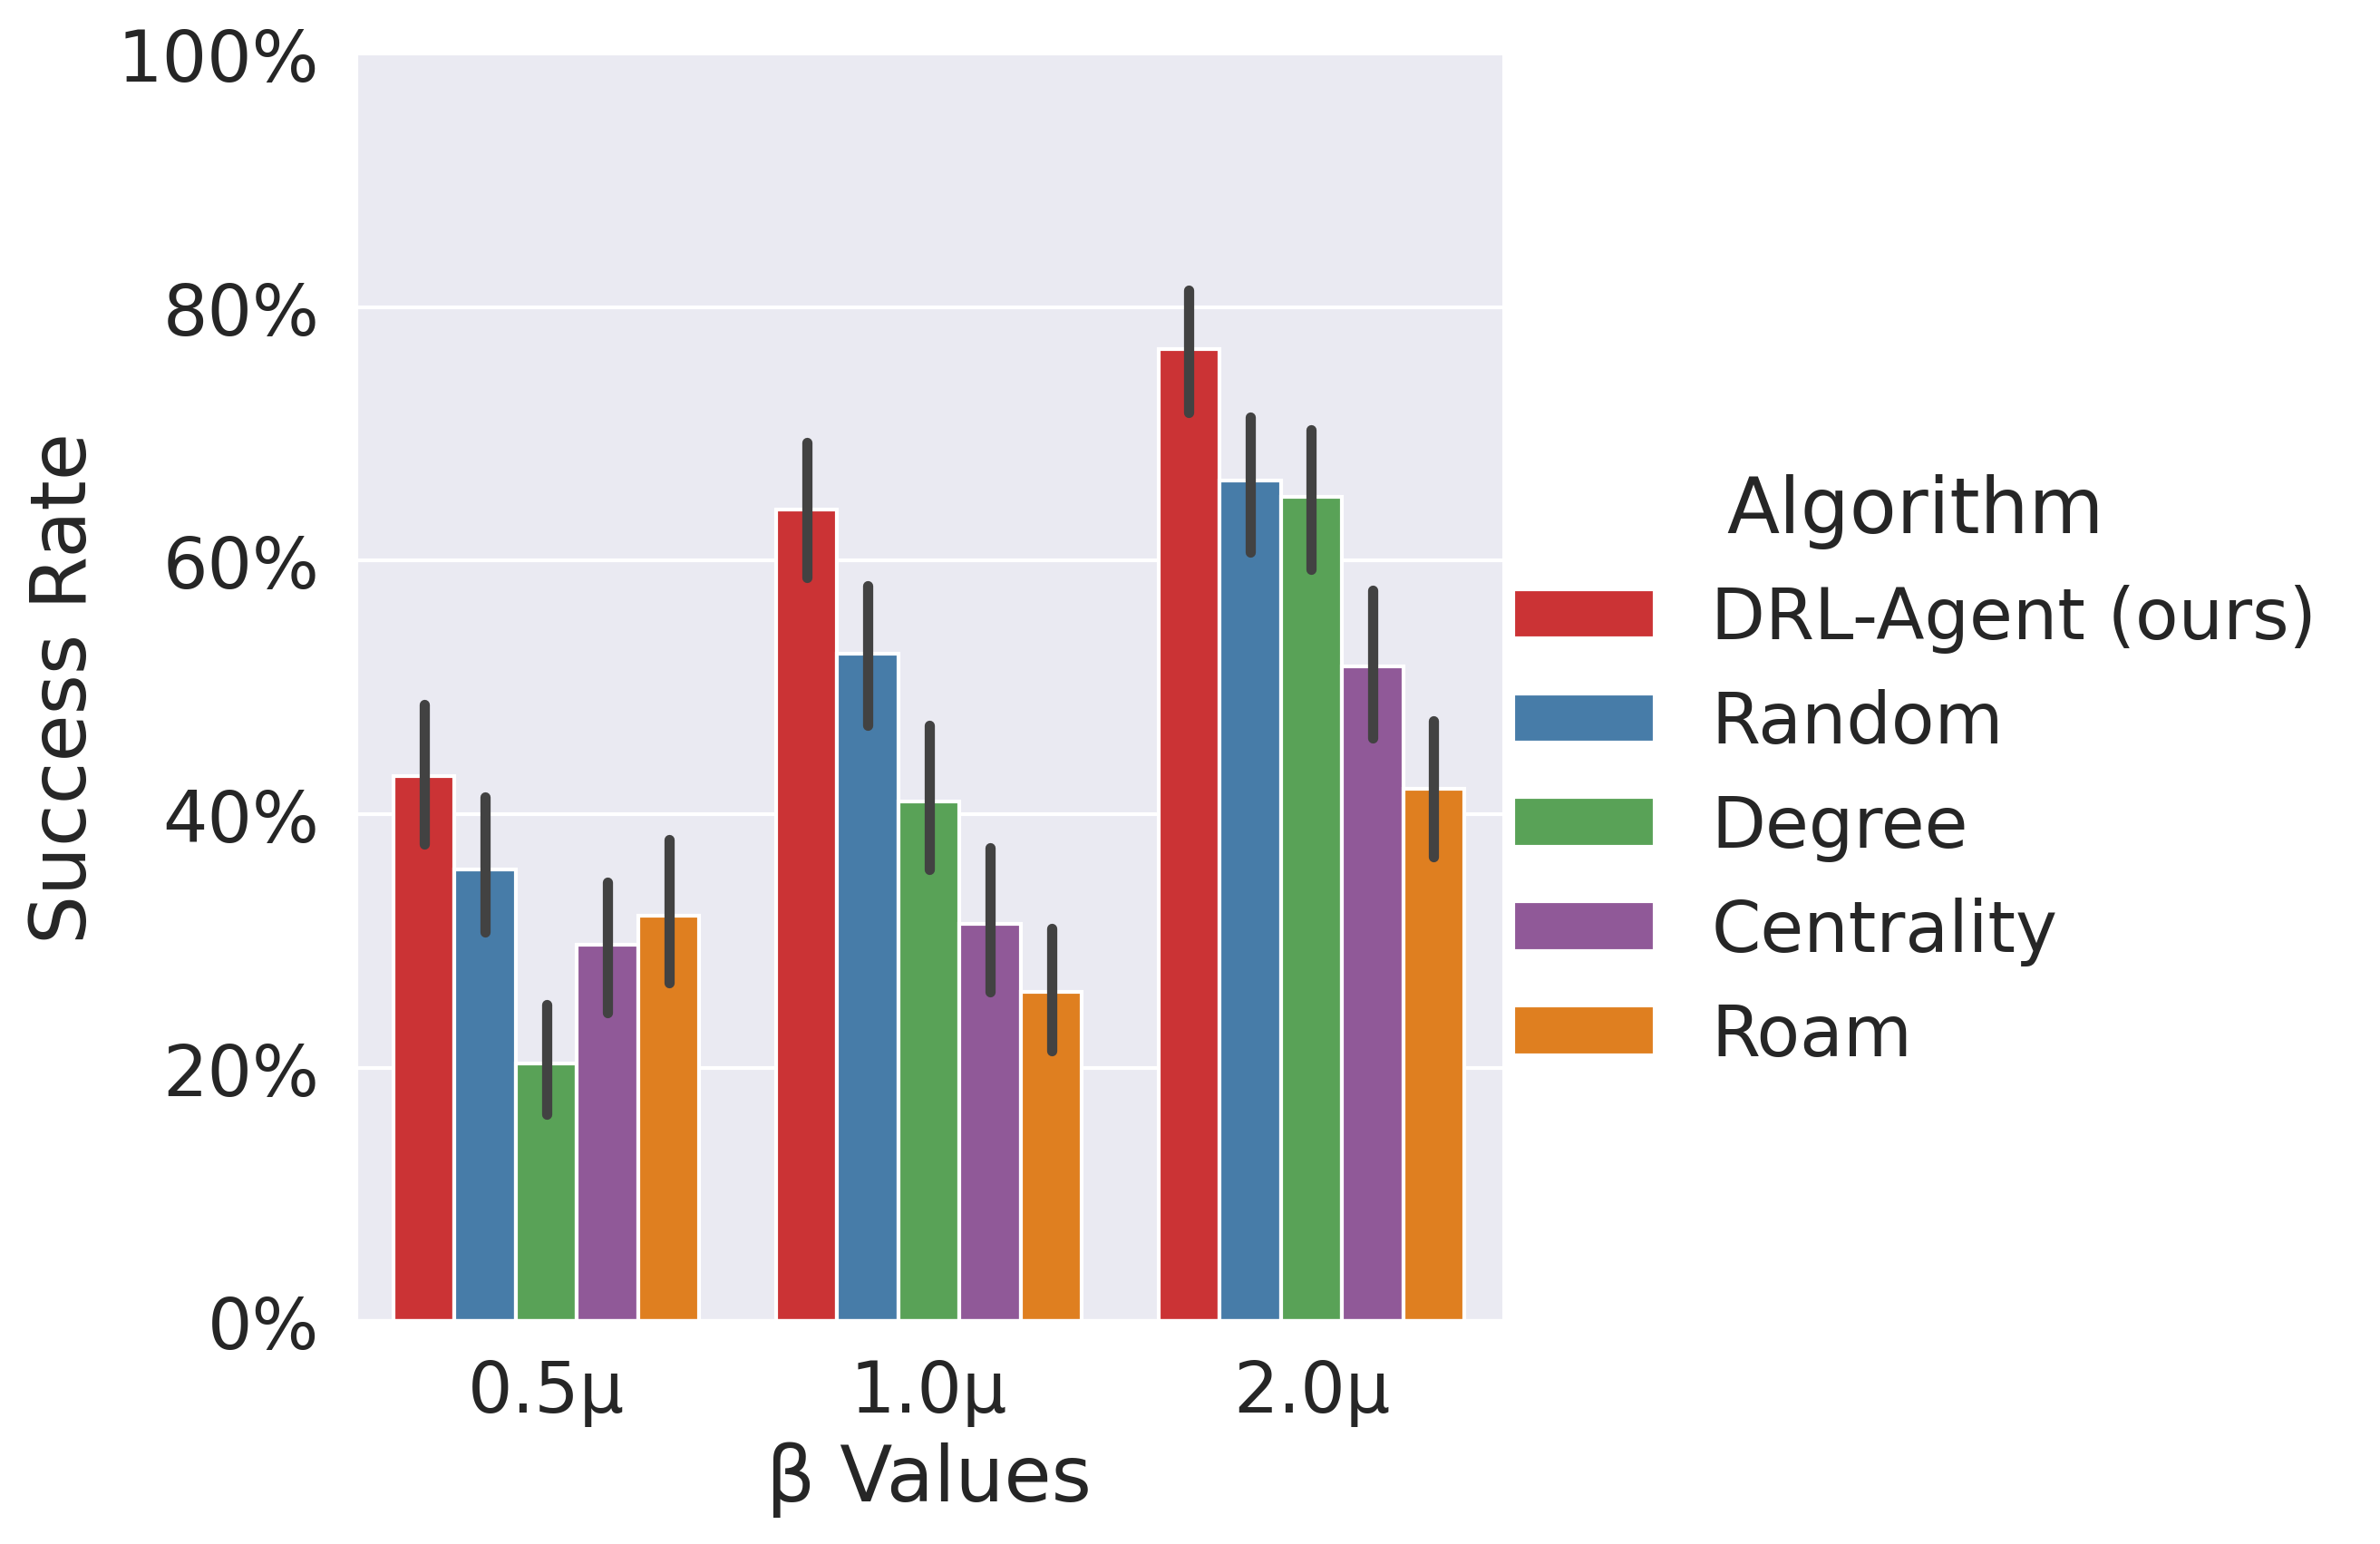 100%
80%
60%
40%
20%
0%
Success Rate
0.5μ
1.0μ
2.0μ
β Values
Algorithm
DRL-Agent (ours)
Random
Degree
Centrality
Roam